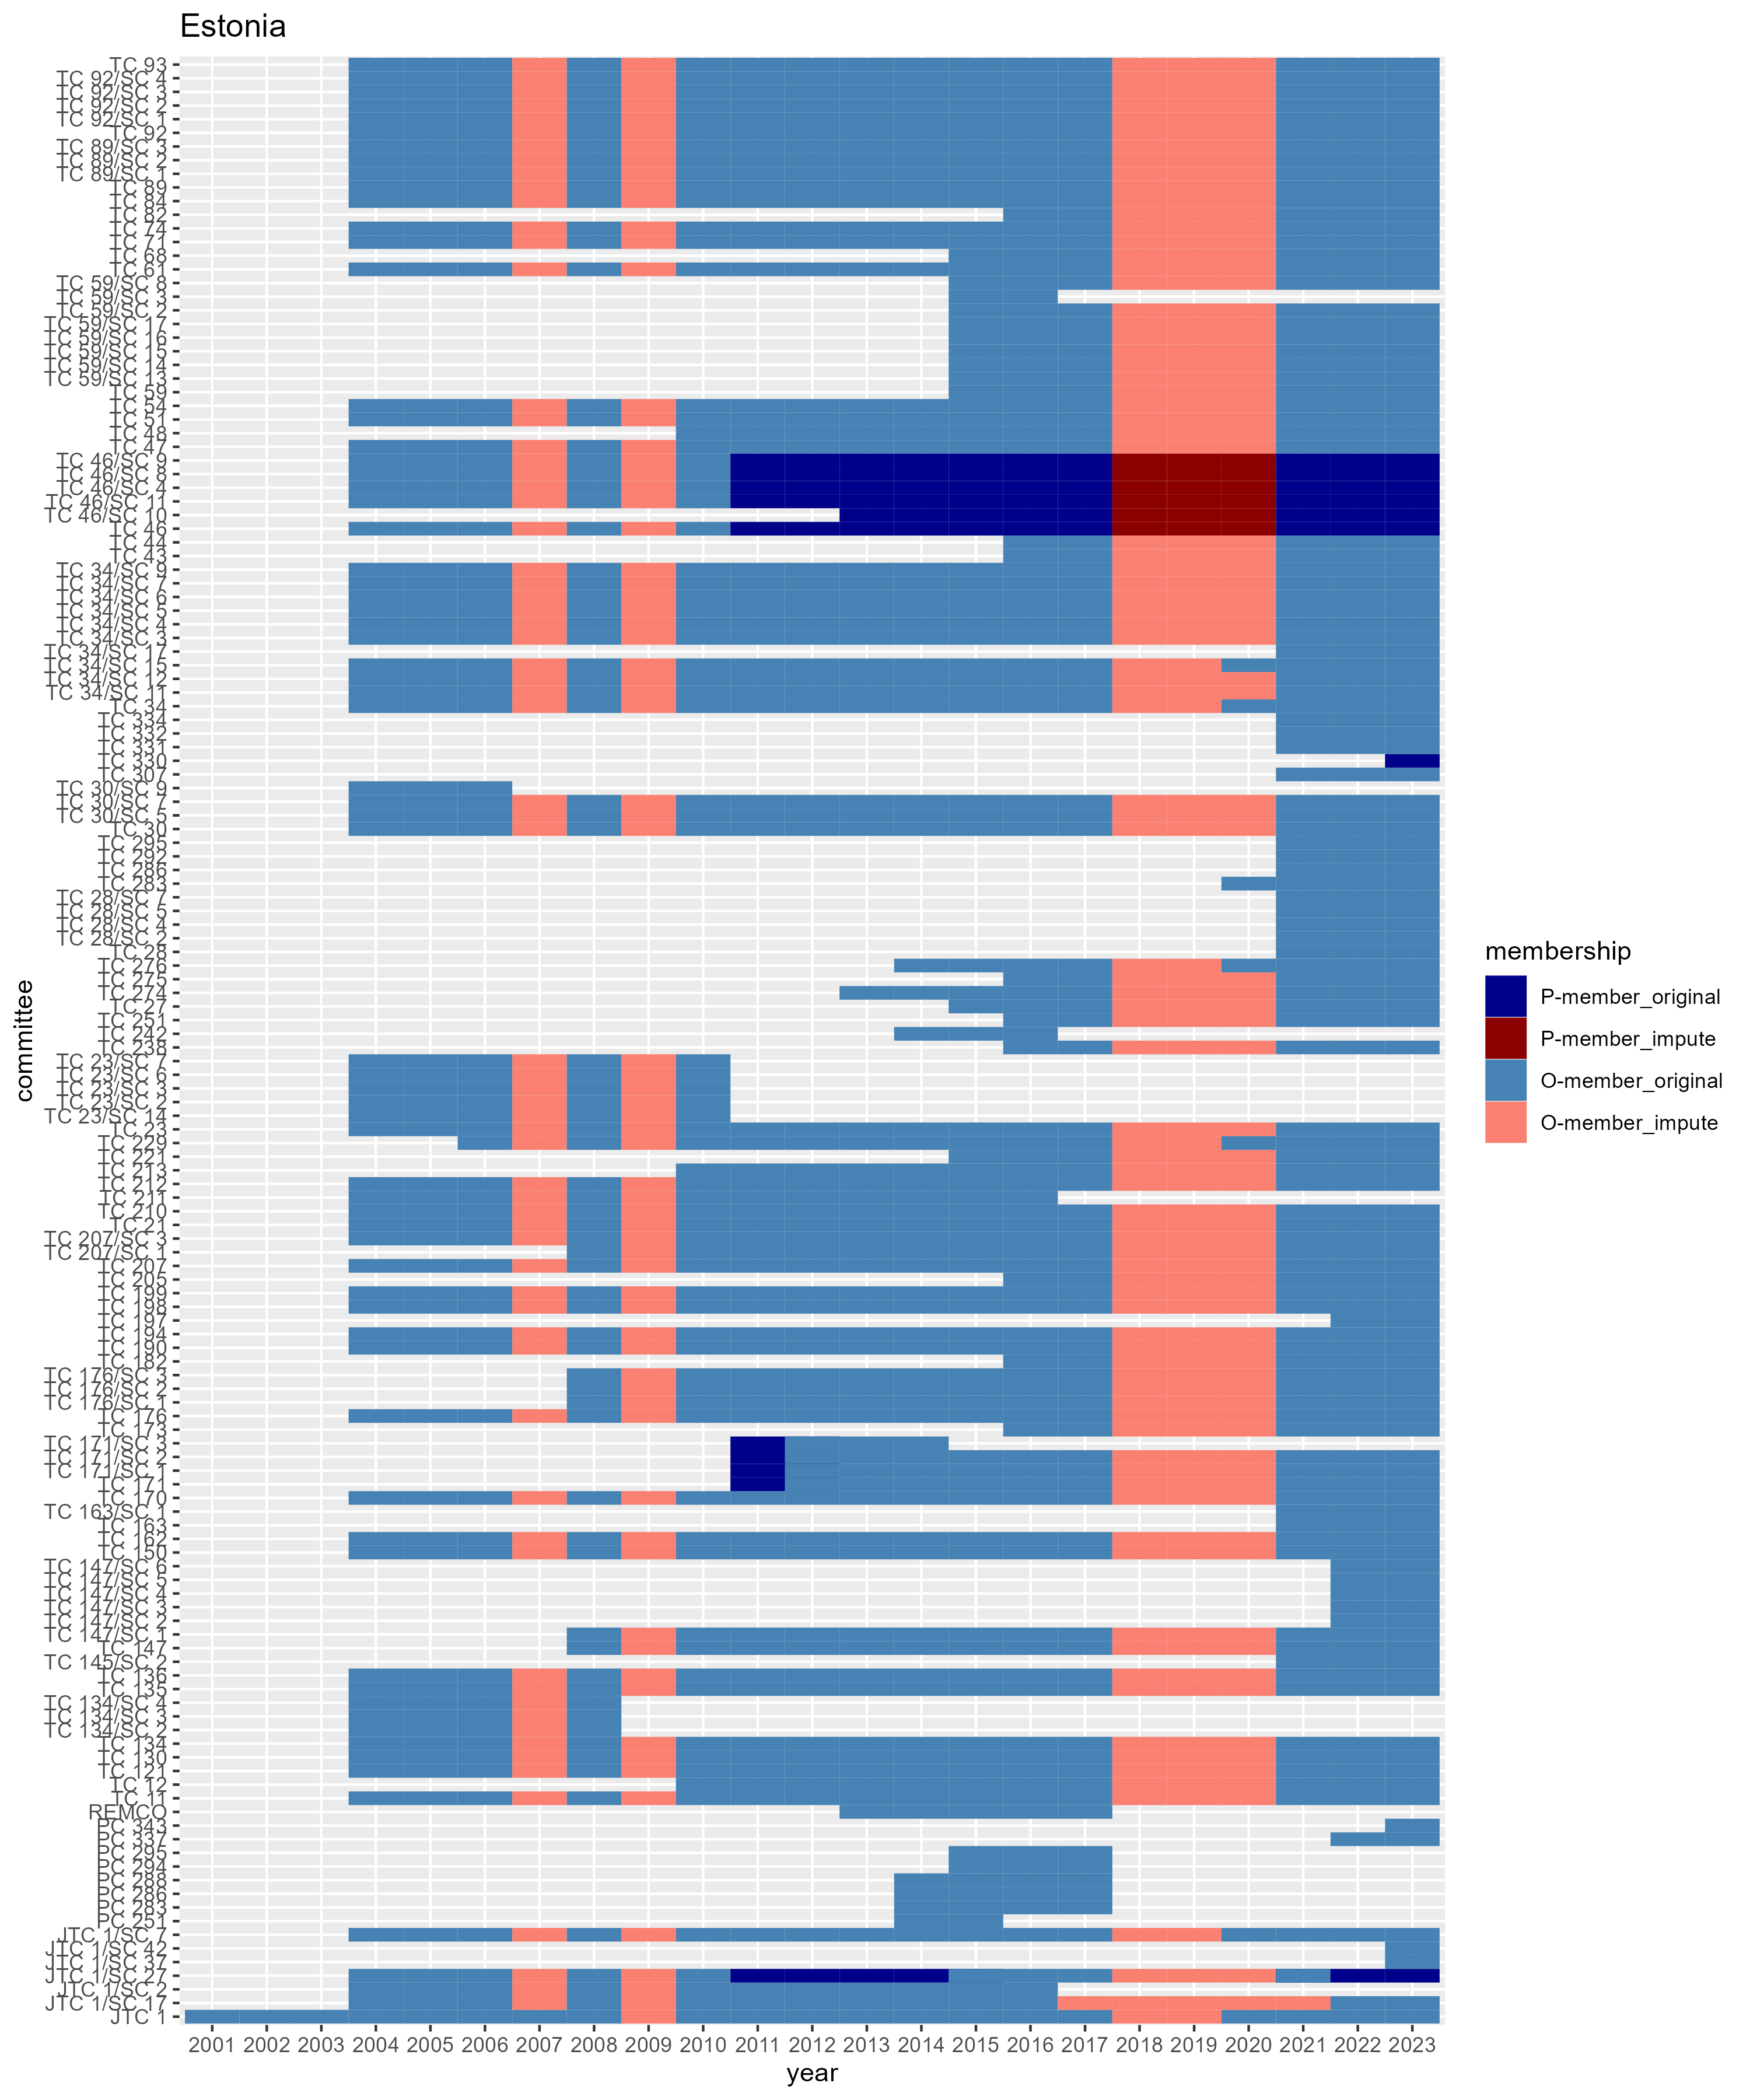 Estonia
TC 93
TC 92/SC 4
TC 92/SC 3
TC 92/SC 2
TC 92/SC 1
TC 92
TC 89/SC 3
TC 89/SC 2
TC 89/SC 1
TC 89
TC 84
TC 82
TC 74
TC 71
TC 68
TC 61
TC 59/SC 8
TC 59/SC 3
TC 59/SC 2
TC 59/SC 17
TC 59/SC 16
TC 59/SC 15
TC 59/SC 14
TC 59/SC 13
TC 59
TC 54
TC 51
TC 48
TC 47
TC 46/SC 9
TC 46/SC 8
TC 46/SC 4
TC 46/SC 11
TC 46/SC 10
TC 46
TC 44
TC 43
TC 34/SC 9
TC 34/SC 7
TC 34/SC 6
TC 34/SC 5
TC 34/SC 4
TC 34/SC 3
TC 34/SC 17
TC 34/SC 15
TC 34/SC 12
TC 34/SC 11
TC 34
TC 334
TC 332
TC 331
TC 330
TC 307
TC 30/SC 9
TC 30/SC 7
TC 30/SC 5
TC 30
TC 295
TC 292
TC 286
TC 283
TC 28/SC 7
TC 28/SC 5
TC 28/SC 4
TC 28/SC 2
TC 28
TC 276
TC 275
TC 274
TC 27
TC 251
TC 242
TC 238
TC 23/SC 7
TC 23/SC 6
TC 23/SC 3
TC 23/SC 2
TC 23/SC 14
TC 23
TC 229
TC 221
TC 213
TC 212
TC 211
TC 210
TC 21
TC 207/SC 3
TC 207/SC 1
TC 207
TC 205
TC 199
TC 198
TC 197
TC 194
TC 190
TC 182
TC 176/SC 3
TC 176/SC 2
TC 176/SC 1
TC 176
TC 173
TC 171/SC 3
TC 171/SC 2
TC 171/SC 1
TC 171
TC 170
TC 163/SC 1
TC 163
TC 162
TC 150
TC 147/SC 6
TC 147/SC 5
TC 147/SC 4
TC 147/SC 3
TC 147/SC 2
TC 147/SC 1
TC 147
TC 145/SC 2
TC 136
TC 135
TC 134/SC 4
TC 134/SC 3
TC 134/SC 2
TC 134
TC 130
TC 121
TC 12
TC 11
REMCO
PC 343
PC 337
PC 295
PC 294
PC 288
PC 286
PC 283
PC 251
JTC 1/SC 7
JTC 1/SC 42
JTC 1/SC 37
JTC 1/SC 27
JTC 1/SC 2
JTC 1/SC 17
JTC 1
committee
2001 2002 2003 2004 2005 2006 2007 2008 2009 2010 2011 2012 2013 2014 2015 2016 2017 2018 2019 2020 2021 2022 2023
year
membership
P-member_original
P-member_impute
O-member_original
O-member_impute